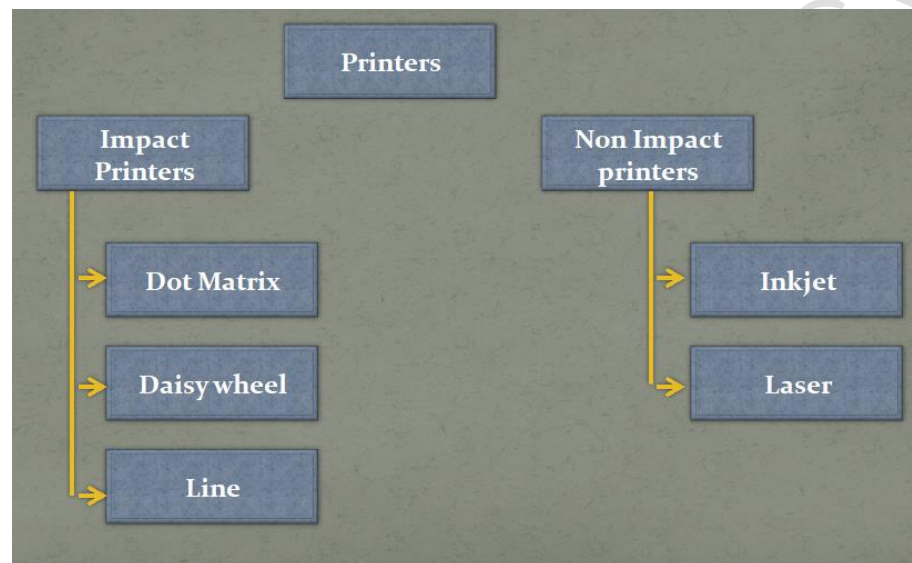 Printers
Impact
Printers
Non Impact
printers
Dot Matrix
Inkjet
Daisy wheel
Laser
Line